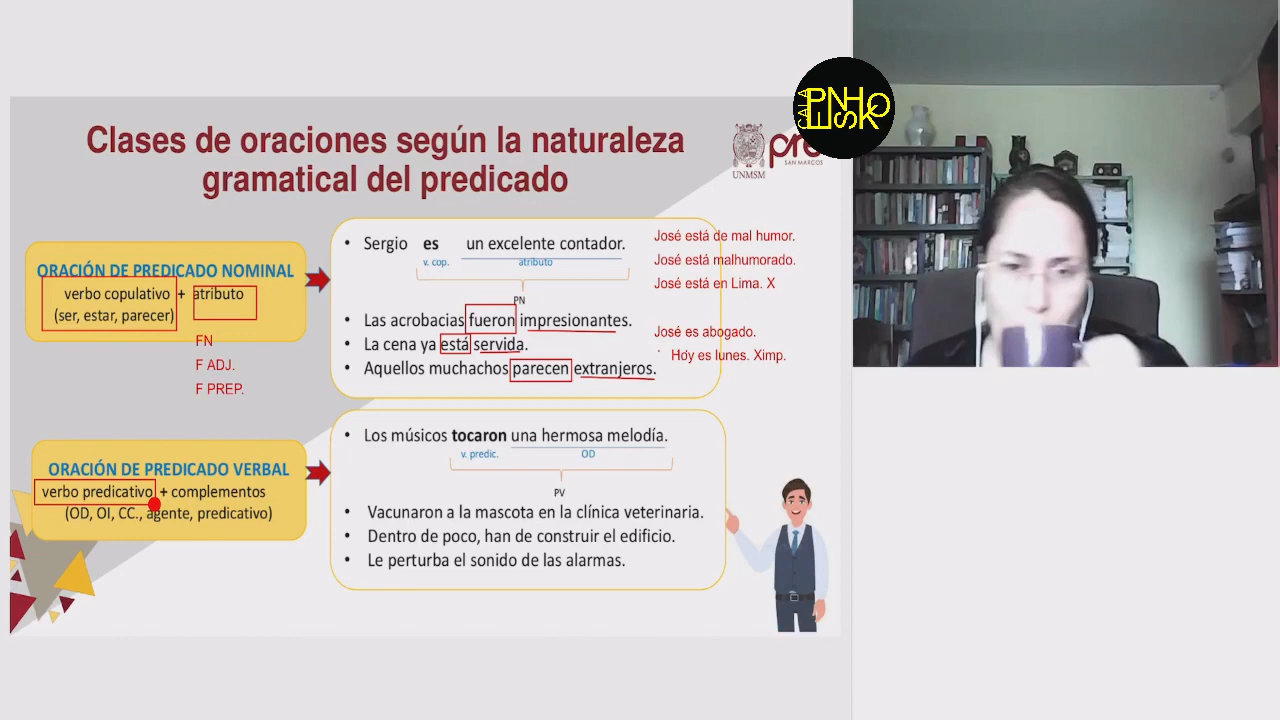 Clases de oraciones según la naturaleza
gramatical del predicado
UNMSM
pre
SAN MARCOS
CALA
PNHO
ESK
ORACIÓN DE PREDICADO NOMINAL
verbo copulativo + atributo
(ser, estar, parecer)
FN
F ADJ.
F PREP.
• Sergio es un excelente contador.
v. cop. atributo
PN
• Las acrobacias fueron impresionantes.
• La cena ya está servida.
• Aquellos muchachos parecen extranjeros.
José está de mal humor.
José está malhumorado.
José está en Lima. X
José es abogado.
Hoy es lunes. Ximp.
ORACIÓN DE PREDICADO VERBAL
verbo predicativo + complementos
(OD, OI, CC., agente, predicativo)
• Los músicos tocaron una hermosa melodía.
v. predic. OD
PV
• Vacunaron a la mascota en la clínica veterinaria.
• Dentro de poco, han de construir el edificio.
• Le perturba el sonido de las alarmas.